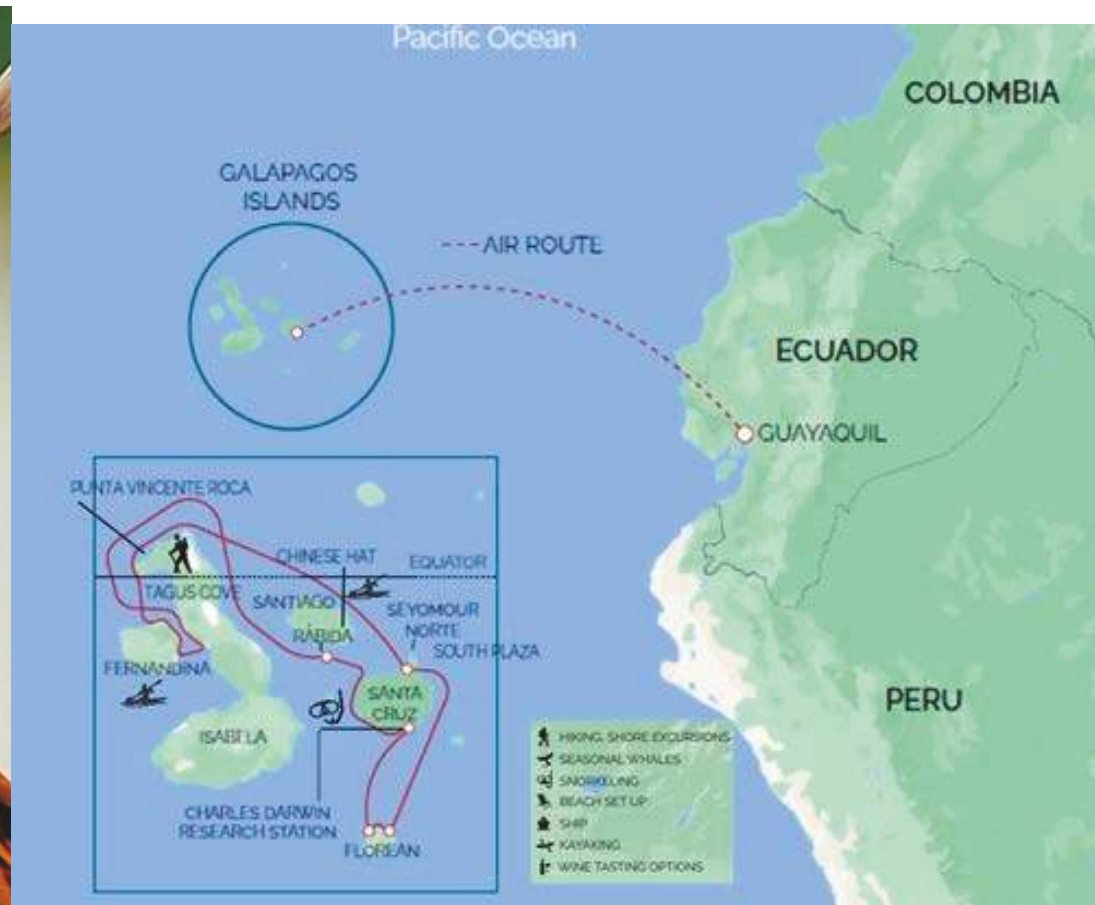 Pacific Ocean
COLOMBIA
GALAPAGOS
ISLANDS
AIR ROUTE
ECUADOR
GUAYAQUIL
PUNTA VINCENTE ROCA
CHINESE HAT
EQUATOR
TAGUS COVE
SANTIAGO
SEYOMOUR
NORTE
RÁBIDA
SOUTH PLAZA
FERNANDINA
SANTA
CRUZ
PERU
ISABELA
CHARLES DARWIN
RESEARCH STATION
FLOREAN
HIKING, SHORE EXCURSIONS
SEASONAL WHALES
SNORKELING
BEACH SET UP
SHIP
KAYAKING
WINE TASTING OPTIONS